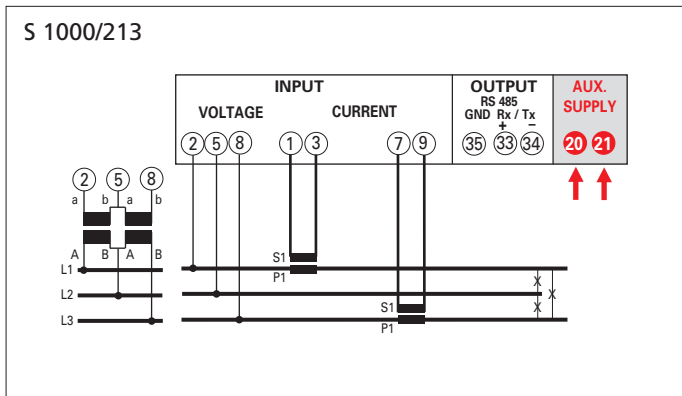 S 1000/213
INPUT
OUTPUT
AUX.
SUPPLY
VOLTAGE
CURRENT
RS 485
GND Rx / Tx
+ −
2 5 8 1 3 7 9 35 33 34 20 21
2 5 8
a b a b
A B A B
S1
L1
P1
L2
X
X
S1
X
L3
P1